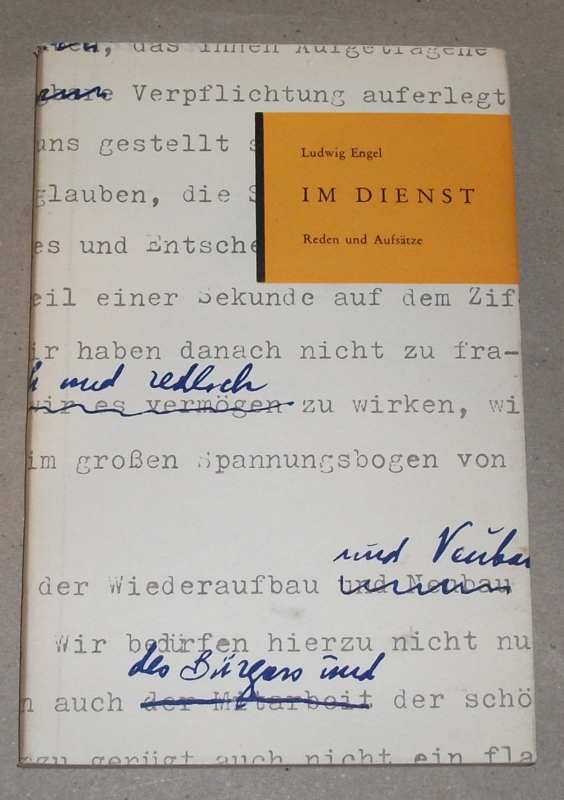 das Ihnen Aufgetragene
Verpflichtung auferlegt
uns gestellt
Ludwig Engel
IM DIENST
Reden und Aufsätze
glauben, die S
es und Entsche
eil einer Sekunde auf dem Zif
ir haben danach nicht zu fra-
h und redlich
wir es vermögen zu wirken, wi
im großen Spannungsbogen von
und Neubau
der Wiederaufbau und Neubau
Wir bedürfen hierzu nicht nu
des Bürgers und
n auch der Mitarbeit der schö
zu genügt auch nicht ein fla